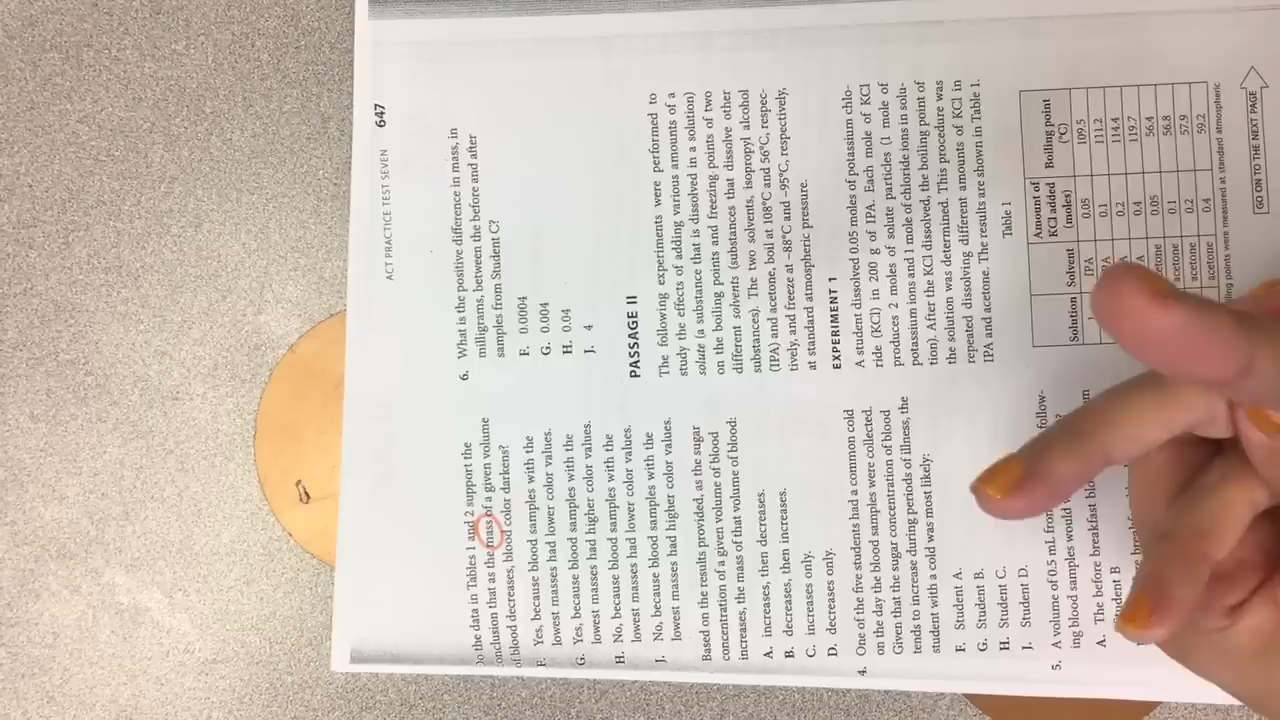 ACT PRACTICE TEST SEVEN 647
Do the data in Tables 1 and 2 support the
conclusion that as the mass of a given volume
of blood decreases, blood color darkens?
F. Yes, because blood samples with the
lowest masses had lower color values.
G. Yes, because blood samples with the
lowest masses had higher color values.
H. No, because blood samples with the
lowest masses had lower color values.
J. No, because blood samples with the
lowest masses had higher color values.
Based on the results provided, as the sugar
concentration of a given volume of blood
increases, the mass of that volume of blood:
A. increases, then decreases.
B. decreases, then increases.
C. increases only.
D. decreases only.
4. One of the five students had a common cold
on the day the blood samples were collected.
Given that the sugar concentration of blood
tends to increase during periods of illness, the
student with a cold was most likely:
F. Student A.
G. Student B.
H. Student C.
J. Student D.
5. A volume of 0.5 mL from follow-
ing blood samples would ?
A. The before breakfast
Student B
6. What is the positive difference in mass, in
milligrams, between the before and after
samples from Student C?
F. 0.0004
G. 0.004
H. 0.04
J. 4
PASSAGE II
The following experiments were performed to
study the effects of adding various amounts of a
solute (a substance that is dissolved in a solution)
on the boiling points and freezing points of two
different solvents (substances that dissolve other
substances). The two solvents, isopropyl alcohol
(IPA) and acetone, boil at 108°C and 56°C, respec-
tively, and freeze at −88°C and −95°C, respectively,
at standard atmospheric pressure.
EXPERIMENT 1
A student dissolved 0.05 moles of potassium chlo-
ride (KCl) in 200 g of IPA. Each mole of KCl
produces 2 moles of solute particles (1 mole of
potassium ions and 1 mole of chloride ions in solu-
tion). After the KCl dissolved, the boiling point of
the solution was determined. This procedure was
repeated dissolving different amounts of KCl in
IPA and acetone. The results are shown in Table 1.
Table 1
Solution Solvent Amount of KCl added (moles) Boiling point (°C)
IPA 0.05 109.5
0.1 111.2
0.2 114.4
0.4 119.7
acetone 0.05 56.4
acetone 0.1 56.8
acetone 0.2 57.9
acetone 0.4 59.2
points were measured at standard atmospheric
GO ON TO THE NEXT PAGE